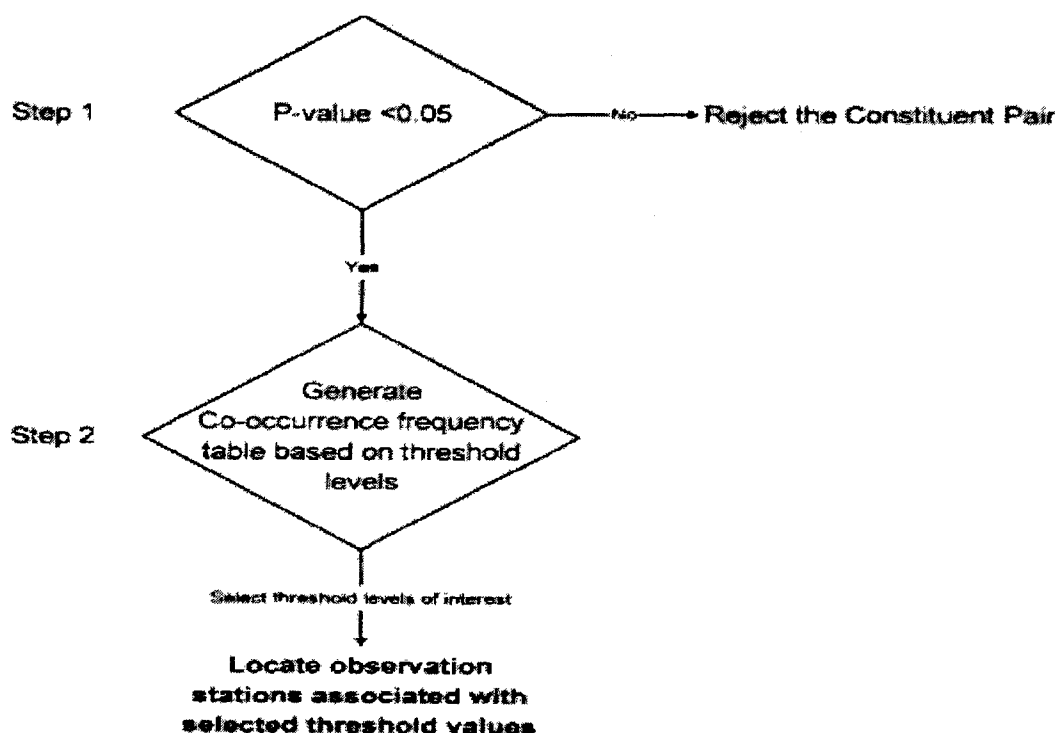 Step 1
P-value <0.05
No
Reject the Constituent Pair
Yes
Step 2
Generate
Co-occurrence frequency
table based on threshold
levels
Select threshold levels of interest
Locate observation
stations associated with
selected threshold values